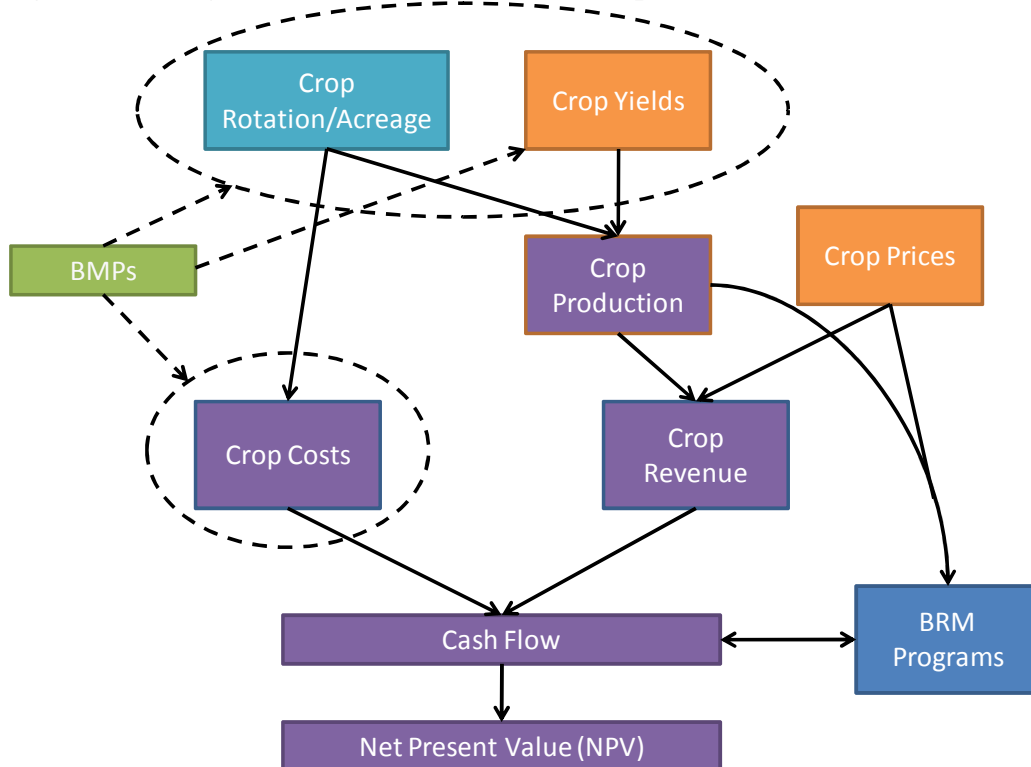 Crop
Rotation/Acreage
Crop Yields
BMPs
Crop
Production
Crop Prices
Crop Costs
Crop
Revenue
Cash Flow
BRM
Programs
Net Present Value (NPV)